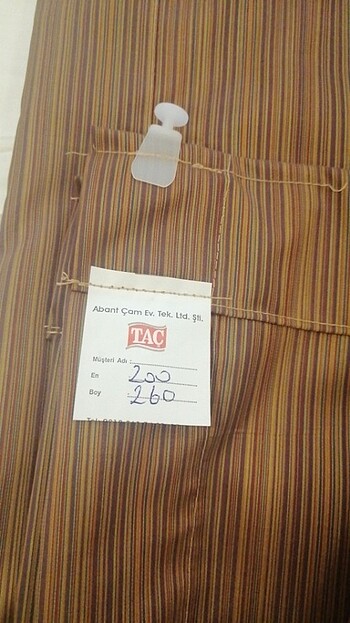 Abant Çam Ev. Tek. Ltd. Şti.
TAÇ
Müşteri Adı :
En 200
Boy : 260